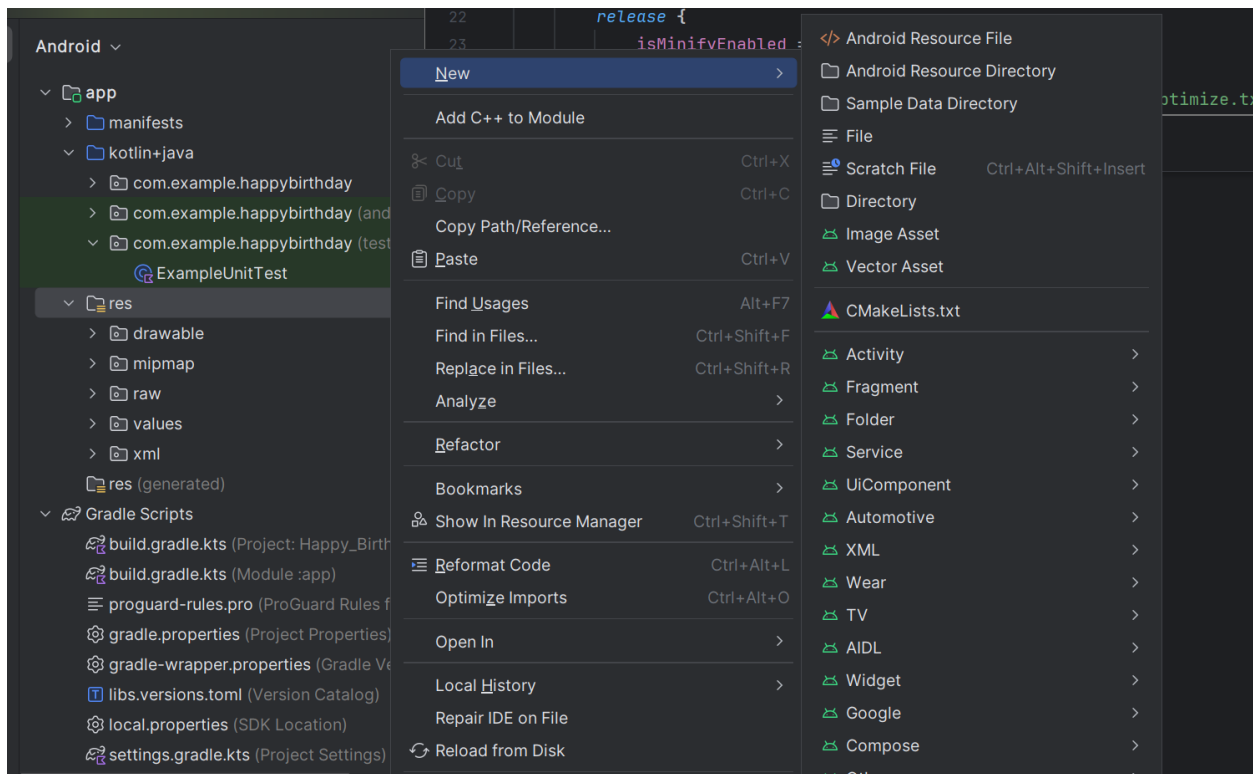 Android
app
manifests
kotlin+java
com.example.happybirthday
com.example.happybirthday (and
com.example.happybirthday (test
ExampleUnitTest
res
drawable
mipmap
raw
values
xml
res (generated)
Gradle Scripts
build.gradle.kts (Project: Happy_Birth
build.gradle.kts (Module :app)
proguard-rules.pro (ProGuard Rules f
gradle.properties (Project Properties)
gradle-wrapper.properties (Gradle Ve
libs.versions.toml (Version Catalog)
local.properties (SDK Location)
settings.gradle.kts (Project Settings)
22 release {
23 isMinifyEnabled =
ptimize.tx
New
Add C++ to Module
Cut Ctrl+X
Copy Ctrl+C
Copy Path/Reference...
Paste Ctrl+V
Find Usages Alt+F7
Find in Files... Ctrl+Shift+F
Replace in Files... Ctrl+Shift+R
Analyze
Refactor
Bookmarks
Show In Resource Manager Ctrl+Shift+T
Reformat Code Ctrl+Alt+L
Optimize Imports Ctrl+Alt+O
Open In
Local History
Repair IDE on File
Reload from Disk
Android Resource File
Android Resource Directory
Sample Data Directory
File
Scratch File Ctrl+Alt+Shift+Insert
Directory
Image Asset
Vector Asset
CMakeLists.txt
Activity
Fragment
Folder
Service
UiComponent
Automotive
XML
Wear
TV
AIDL
Widget
Google
Compose